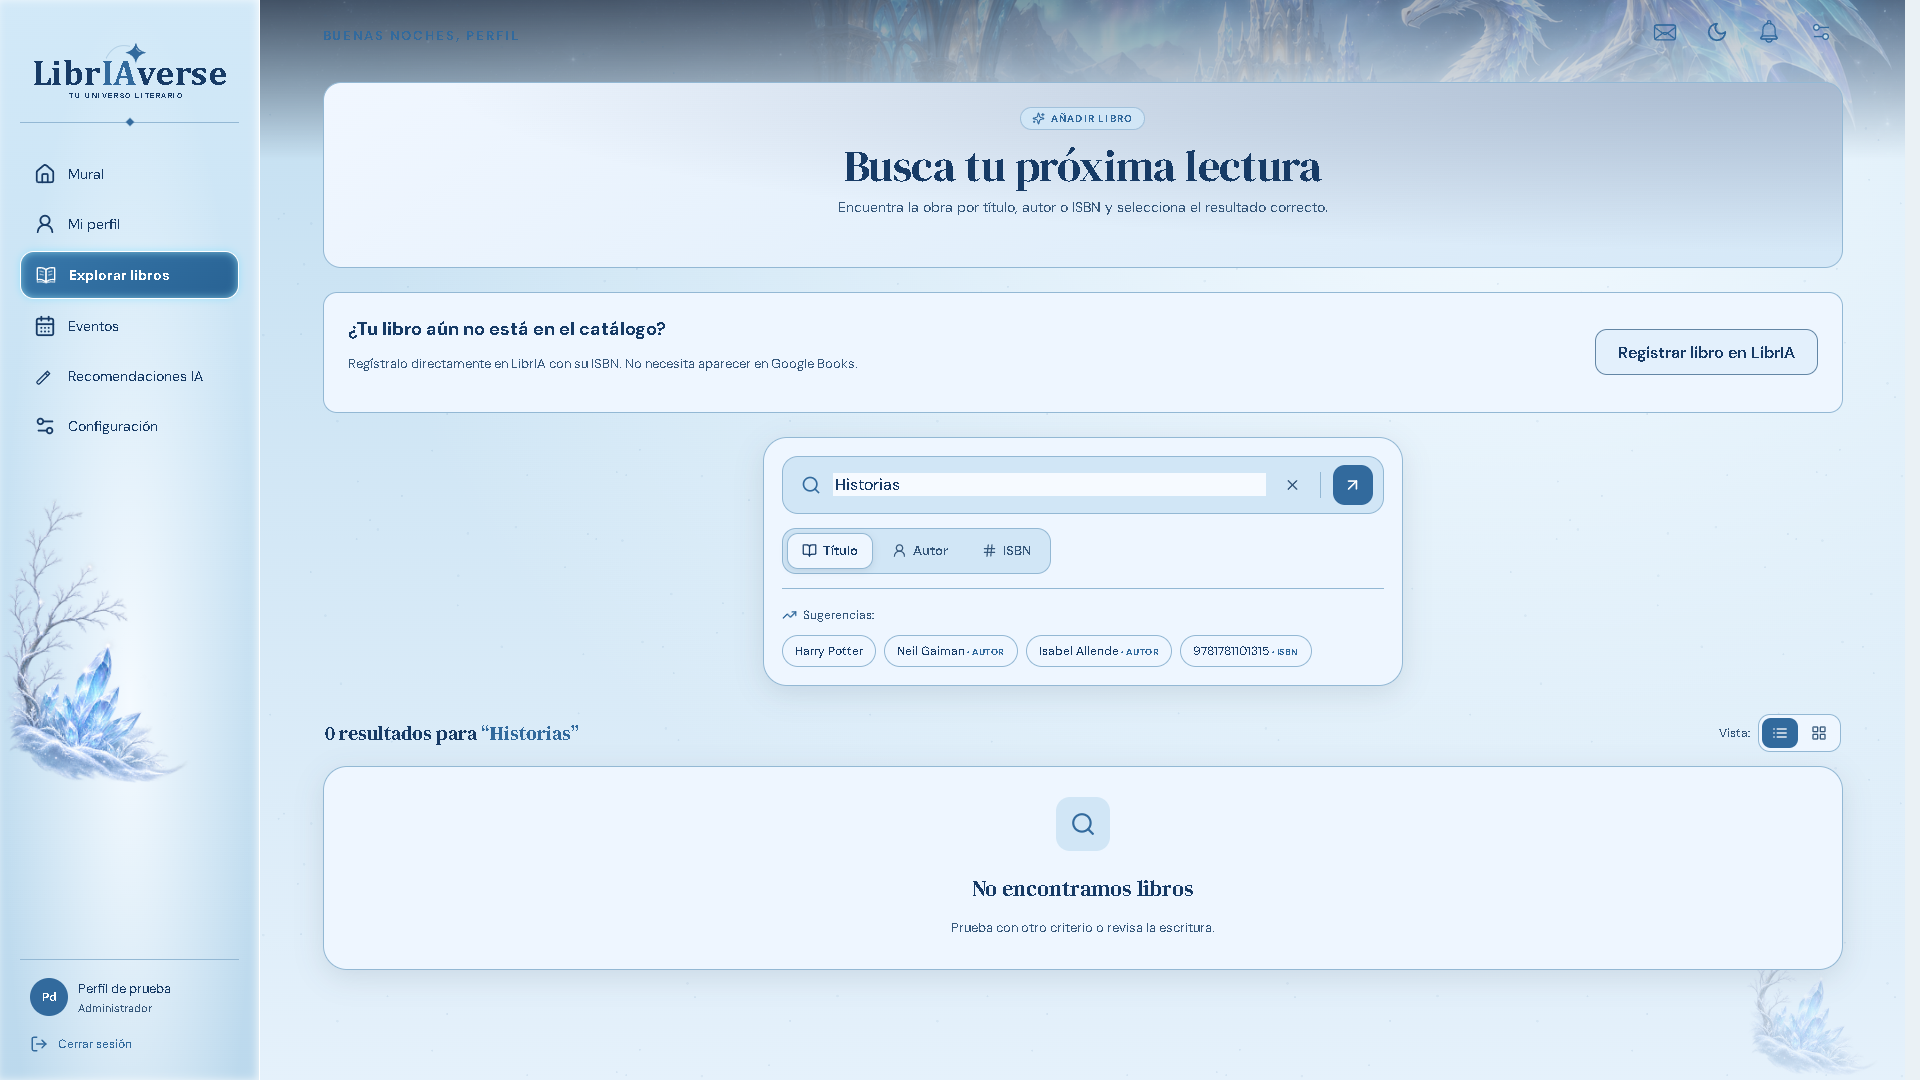 LibrIAverse
TU UNIVERSO LITERARIO
Mural
Mi perfil
Explorar libros
Eventos
Recomendaciones IA
Configuración
Pd
Perfil de prueba
Administrador
Cerrar sesión
BUENAS NOCHES, PERFIL
AÑADIR LIBRO
Busca tu próxima lectura
Encuentra la obra por título, autor o ISBN y selecciona el resultado correcto.
¿Tu libro aún no está en el catálogo?
Regístralo directamente en LibrIA con su ISBN. No necesita aparecer en Google Books.
Registrar libro en LibrIA
Historias
Título Autor ISBN
Sugerencias:
Harry Potter Neil Gaiman · AUTOR Isabel Allende · AUTOR 9781781101315 · ISBN
0 resultados para “Historias”
Vista:
No encontramos libros
Prueba con otro criterio o revisa la escritura.